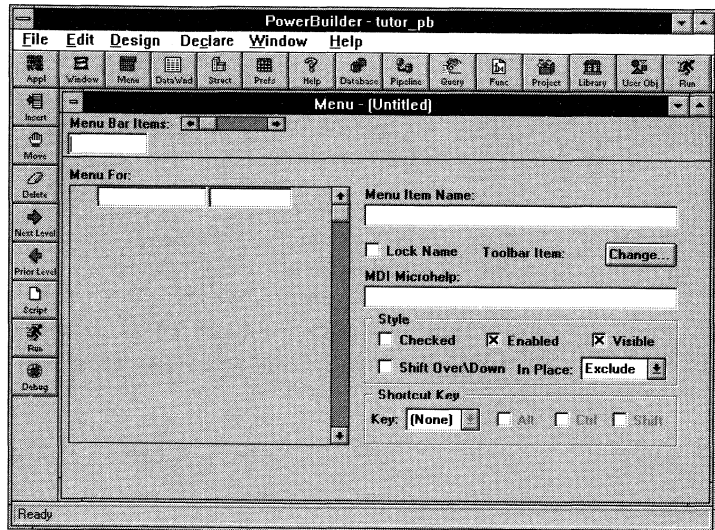 PowerBuilder - tutor_pb
File Edit Design Declare Window Help
Appl Window Menu DataWnd Struct Prefs Help Database Pipeline Query Func Project Library User Obj Run
Insert
Move
Delete
Next Level
Prior Level
Script
Run
Debug
Menu - (Untitled)
Menu Bar Items:
Menu For:
Menu Item Name:
Lock Name Toolbar Item: Change...
MDI Microhelp:
Style
Checked Enabled Visible
Shift Over\Down In Place: Exclude
Shortcut Key
Key: (None) Alt Ctrl Shift
Ready